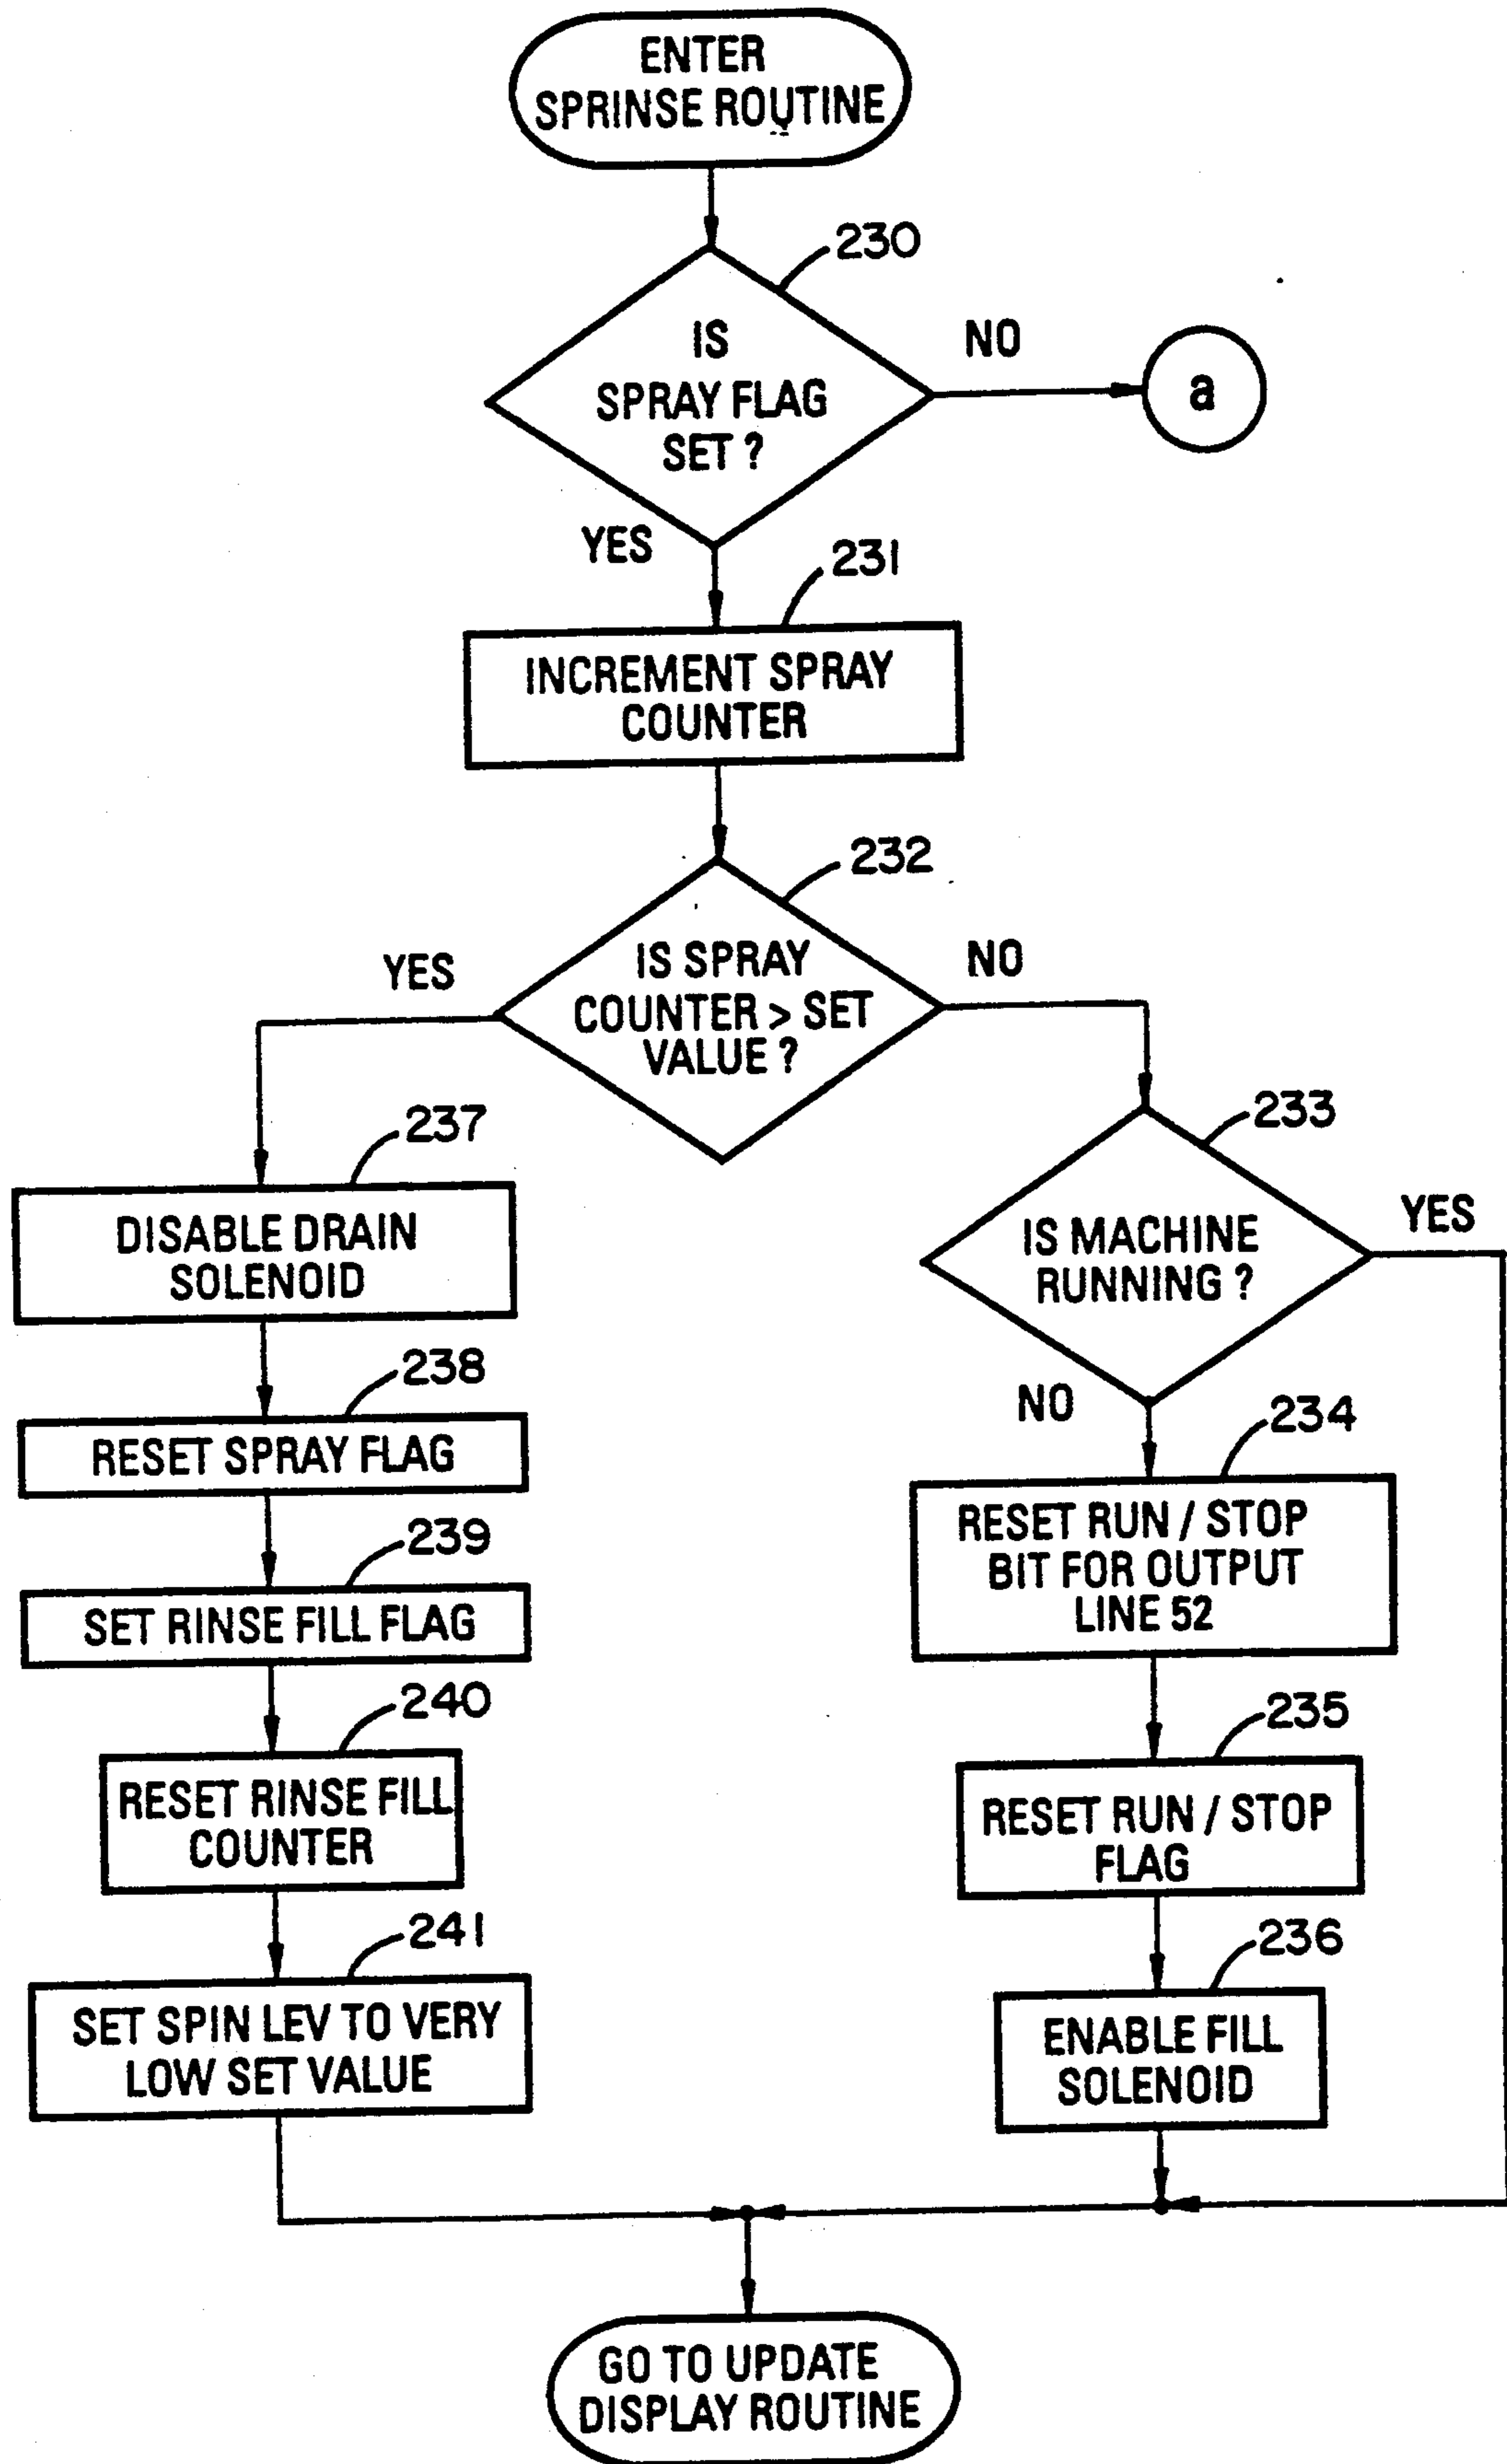 ENTER
SPRINSE ROUTINE
230
IS
SPRAY FLAG
SET ?
NO
a
YES
231
INCREMENT SPRAY
COUNTER
232
IS SPRAY
COUNTER > SET
VALUE ?
YES
NO
237
DISABLE DRAIN
SOLENOID
238
RESET SPRAY FLAG
239
SET RINSE FILL FLAG
240
RESET RINSE FILL
COUNTER
241
SET SPIN LEV TO VERY
LOW SET VALUE
233
IS MACHINE
RUNNING ?
YES
NO
234
RESET RUN / STOP
BIT FOR OUTPUT
LINE 52
235
RESET RUN / STOP
FLAG
236
ENABLE FILL
SOLENOID
GO TO UPDATE
DISPLAY ROUTINE